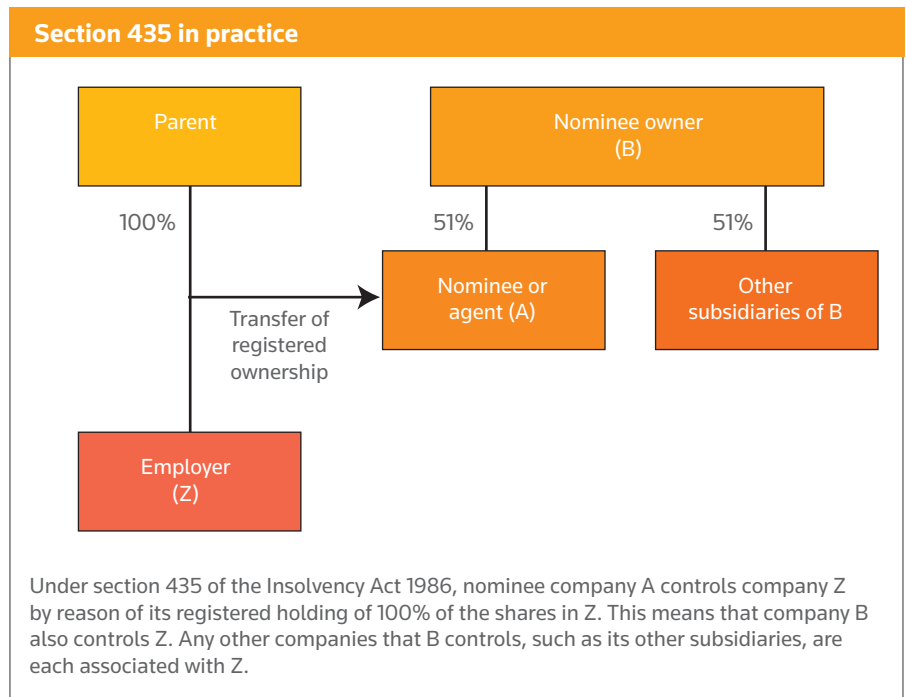 Section 435 in practice
Parent
Nominee owner
(B)
100%
51%
51%
Nominee or
agent (A)
Other
subsidiaries of B
Transfer of
registered
ownership
Employer
(Z)
Under section 435 of the Insolvency Act 1986, nominee company A controls company Z
by reason of its registered holding of 100% of the shares in Z. This means that company B
also controls Z. Any other companies that B controls, such as its other subsidiaries, are
each associated with Z.